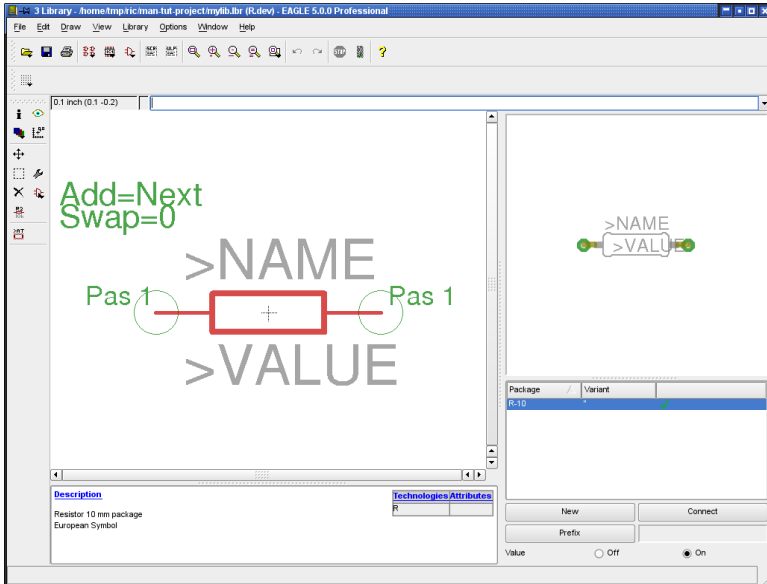 3 Library - /home/tmp/ric/man-tut-project/mylib.lbr (R.dev) - EAGLE 5.0.0 Professional
File Edit Draw View Library Options Window Help
SCR ULP STOP ?
0.1 inch (0.1 -0.2)
Add=Next
Swap=0
>NAME
Pas 1 Pas 1
>VALUE
>NAME
>VALUE
Package Variant
R-10 "
Description
Resistor 10 mm package
European Symbol
Technologies Attributes
R
New Connect
Prefix
Value Off On